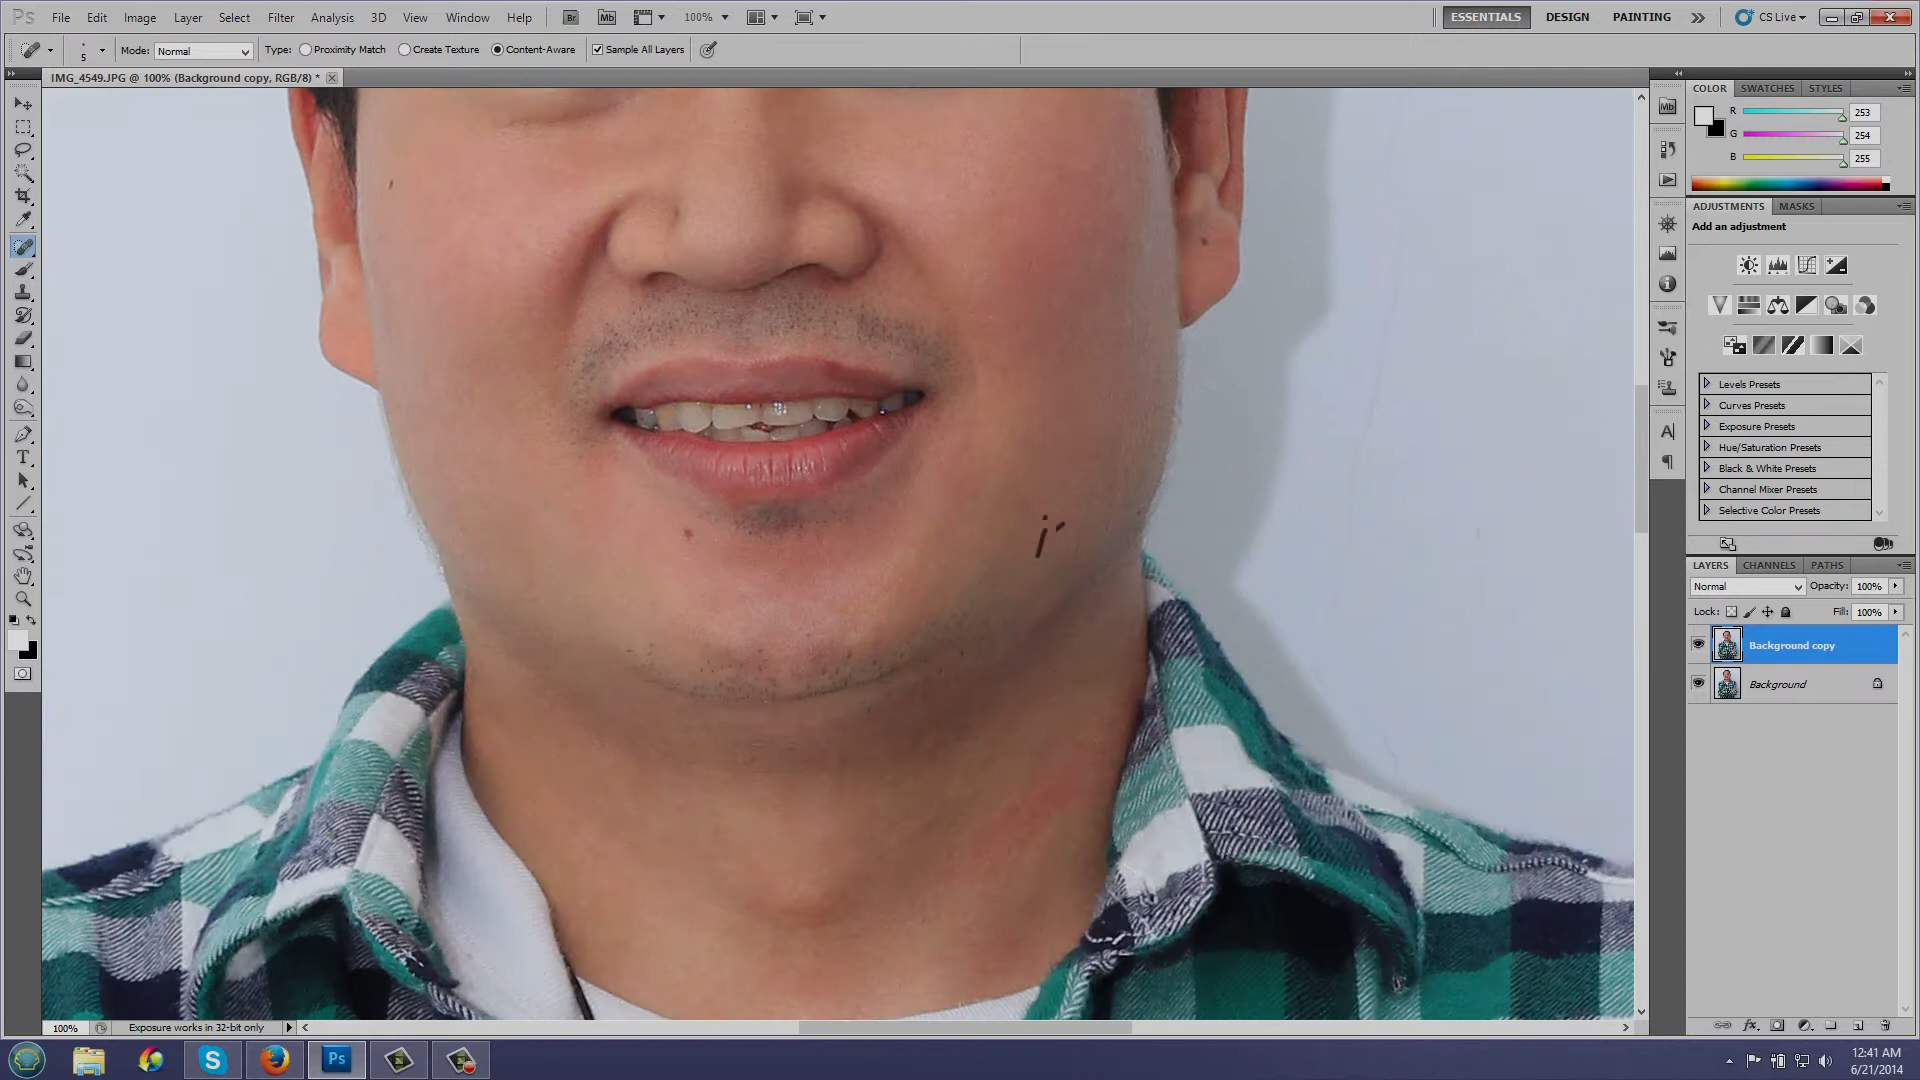 Ps File Edit Image Layer Select Filter Analysis 3D View Window Help Br Mb 100% ESSENTIALS DESIGN PAINTING CS Live
5 Mode: Normal Type: Proximity Match Create Texture Content-Aware Sample All Layers
IMG_4549.JPG @ 100% (Background copy, RGB/8) *
COLOR SWATCHES STYLES
Mb
R 253
G 254
B 255
ADJUSTMENTS MASKS
Add an adjustment
Levels Presets
Curves Presets
Exposure Presets
Hue/Saturation Presets
Black & White Presets
Channel Mixer Presets
Selective Color Presets
LAYERS CHANNELS PATHS
Normal Opacity: 100%
Lock: Fill: 100%
Background copy
Background
100% Exposure works in 32-bit only
Ps
12:41 AM
6/21/2014